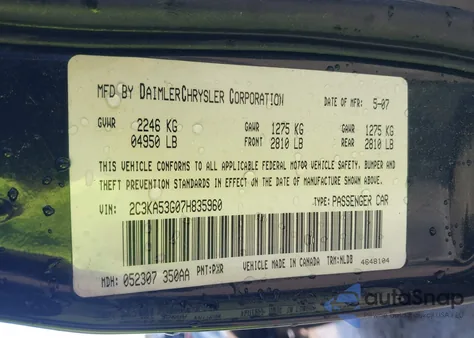 MFD BY DAIMLERCHRYSLER CORPORATION DATE OF MFR: 5-07
GVWR 2246 KG GAWR 1275 KG GAWR 1275 KG
04950 LB FRONT 2810 LB REAR 2810 LB
THIS VEHICLE CONFORMS TO ALL APPLICABLE FEDERAL MOTOR VEHICLE SAFETY, BUMPER AND
THEFT PREVENTION STANDARDS IN EFFECT ON THE DATE OF MANUFACTURE SHOWN ABOVE.
VIN: 2C3KA53G07H835960 TYPE: PASSENGER CAR
MDH: 052307 350AA PNT: PXR VEHICLE MADE IN CANADA TRM: NLD8 4648104
autoSnap